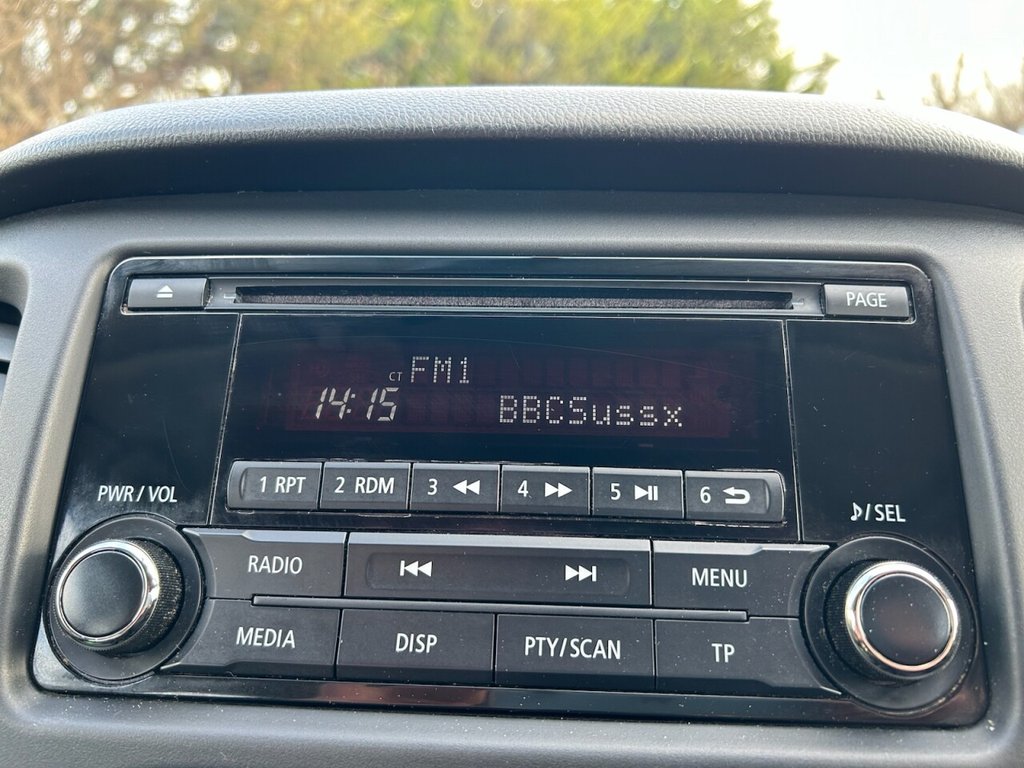 PAGE
CT FM1
14:15 BBCSussx
1 RPT 2 RDM 3 4 5 6
PWR / VOL
♪/ SEL
RADIO MENU
MEDIA DISP PTY/SCAN TP